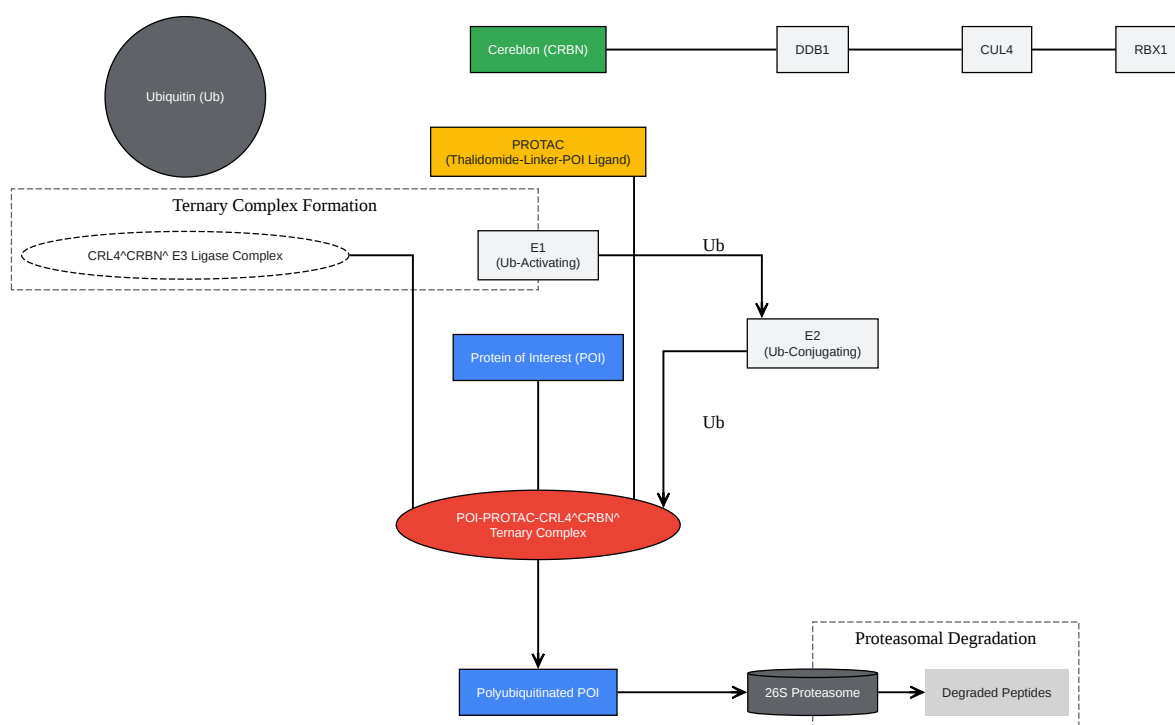 Cereblon (CRBN)
DDB1
CUL4
RBX1
Ubiquitin (Ub)
PROTAC
(Thalidomide-Linker-POI Ligand)
Ternary Complex Formation
CRL4^CRBN^ E3 Ligase Complex
E1
(Ub-Activating)
Ub
E2
(Ub-Conjugating)
Protein of Interest (POI)
Ub
POI-PROTAC-CRL4^CRBN^
Ternary Complex
Proteasomal Degradation
Polyubiquitinated POI
26S Proteasome
Degraded Peptides